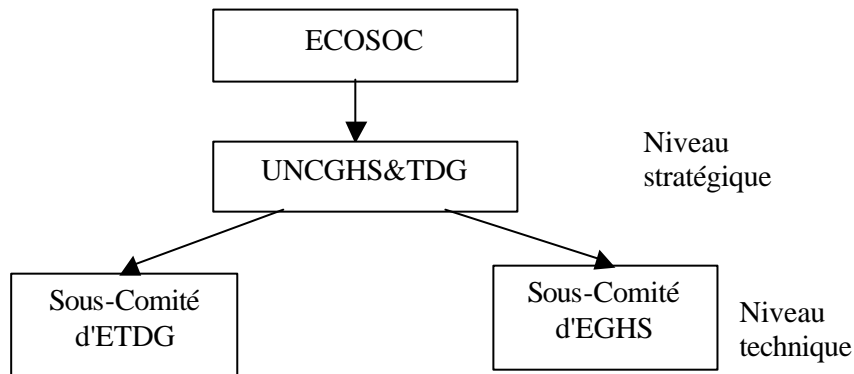 ECOSOC
UNCGHS&TDG
Niveau
stratégique
Sous-Comité
d'ETDG
Sous-Comité
d'EGHS
Niveau
technique